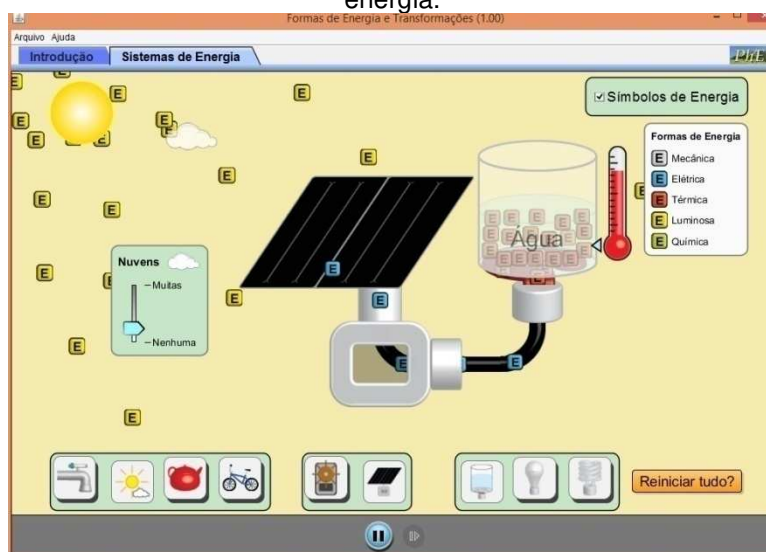 energia.
Formas de Energia e Transformações (1.00)
Arquivo Ajuda
Introdução
Sistemas de Energia
PhET
Símbolos de Energia
Formas de Energia
E Mecânica
E Elétrica
E Térmica
E Luminosa
E Química
Água
Nuvens
Muitas
Nenhuma
Reiniciar tudo?